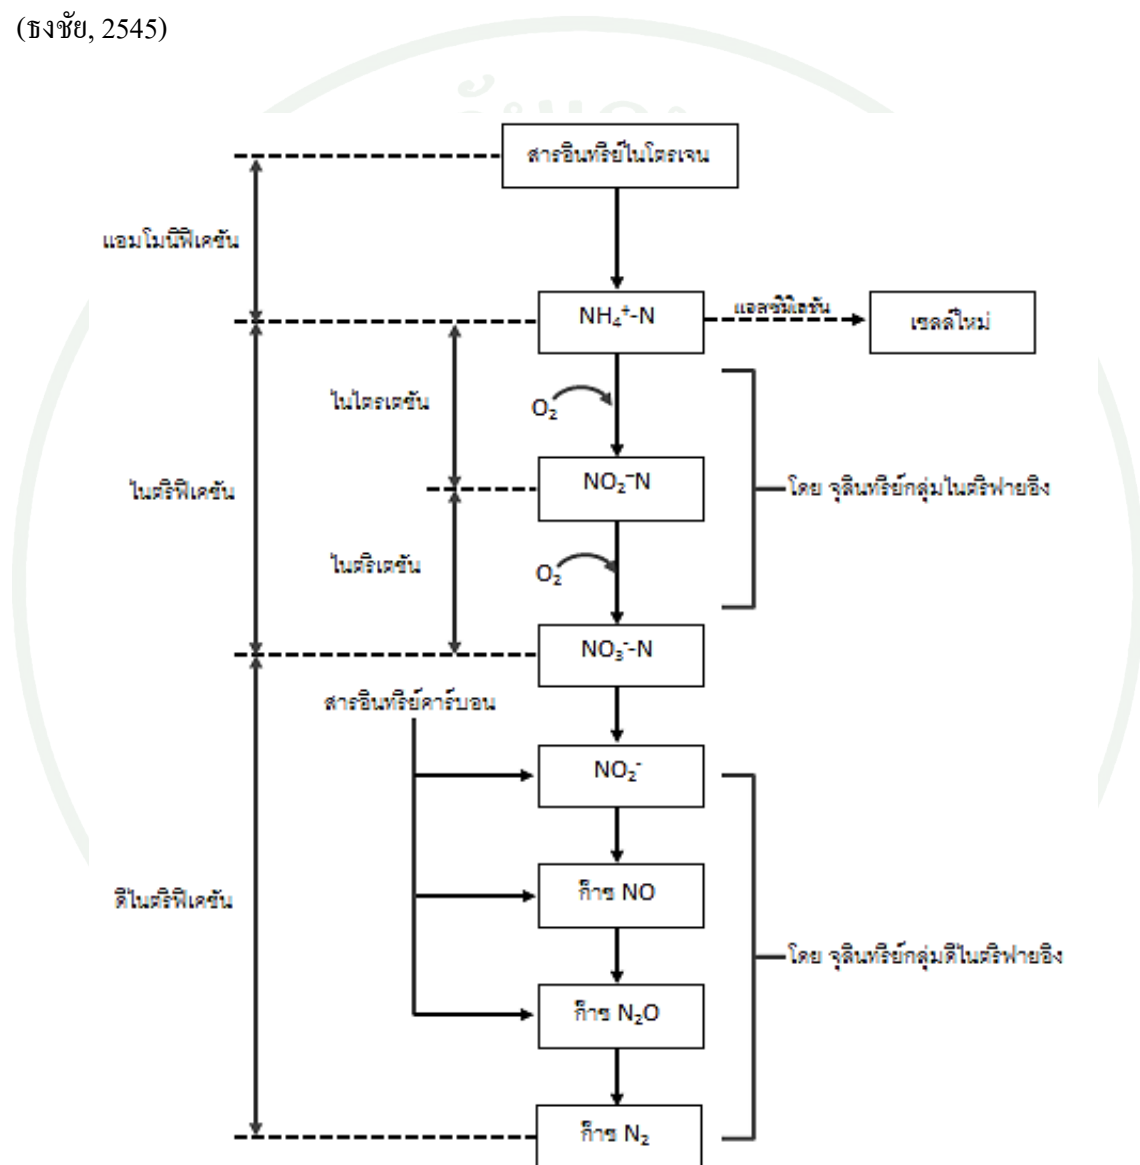 (ธงชัย, 2545)
สารอินทรีย์ไนโตรเจน
แอมโมนิฟิเคชัน
NH₄⁺-N
แอสซิมิเลชัน
เซลล์ใหม่
ไนไตรเตชัน
O₂
ไนตริฟิเคชัน
NO₂⁻N
โดย จุลินทรีย์กลุ่มไนตริฟายอิง
ไนตริเตชัน
O₂
NO₃⁻-N
สารอินทรีย์คาร์บอน
NO₂⁻
ดีไนตริฟิเคชัน
ก๊าซ NO
โดย จุลินทรีย์กลุ่มดีไนตริฟายอิง
ก๊าซ N₂O
ก๊าซ N₂